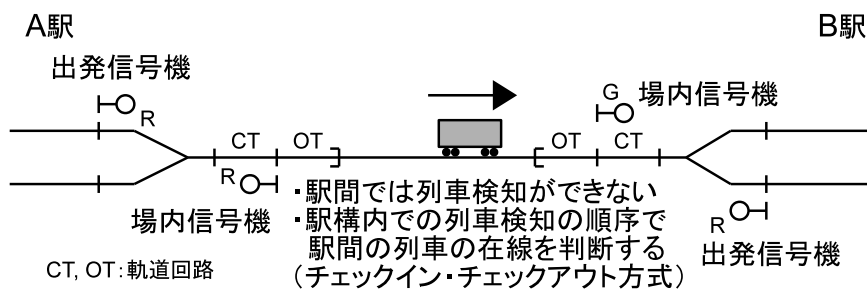 A駅
B駅
出発信号機
R
G
場内信号機
CT
OT
OT
CT
R
場内信号機
・駅間では列車検知ができない
・駅構内での列車検知の順序で
駅間の列車の在線を判断する
(チェックイン・チェックアウト方式)
R
出発信号機
CT, OT:軌道回路